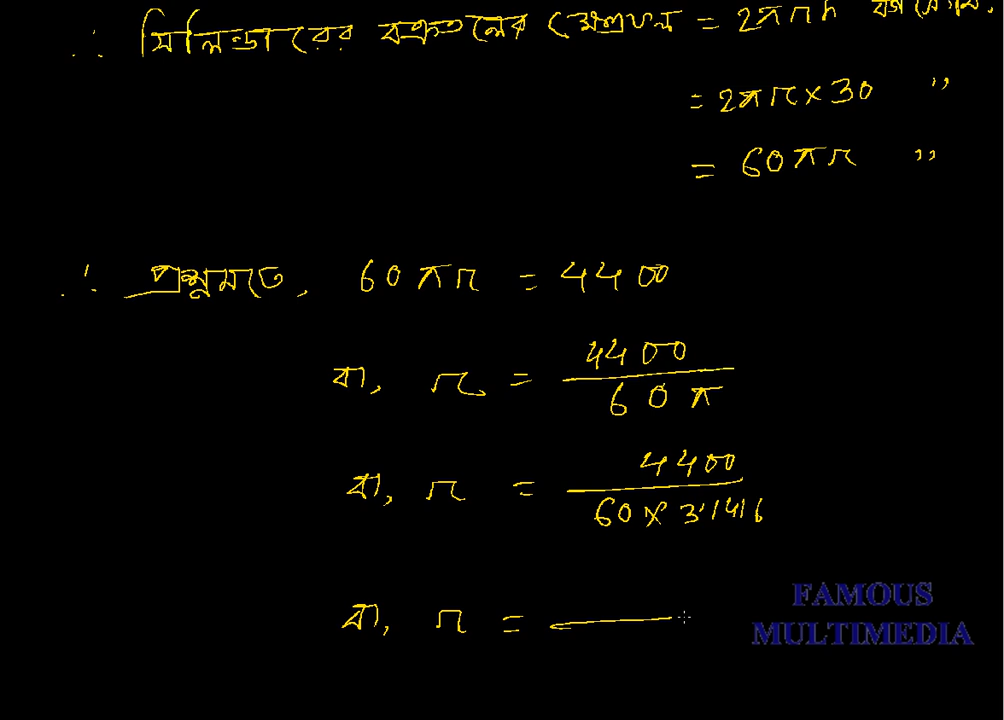 ∴ সিলিন্ডারের বক্রতলের ক্ষেত্রফল = 2πrh বর্গ সে.মি.
= 2πr × 30 "
= 60πr "
∴ প্রশ্নমতে, 60πr = 4400
বা, r = 4400 / 60π
বা, r = 4400 / 60 × 3.1416
বা, r =
FAMOUS
MULTIMEDIA